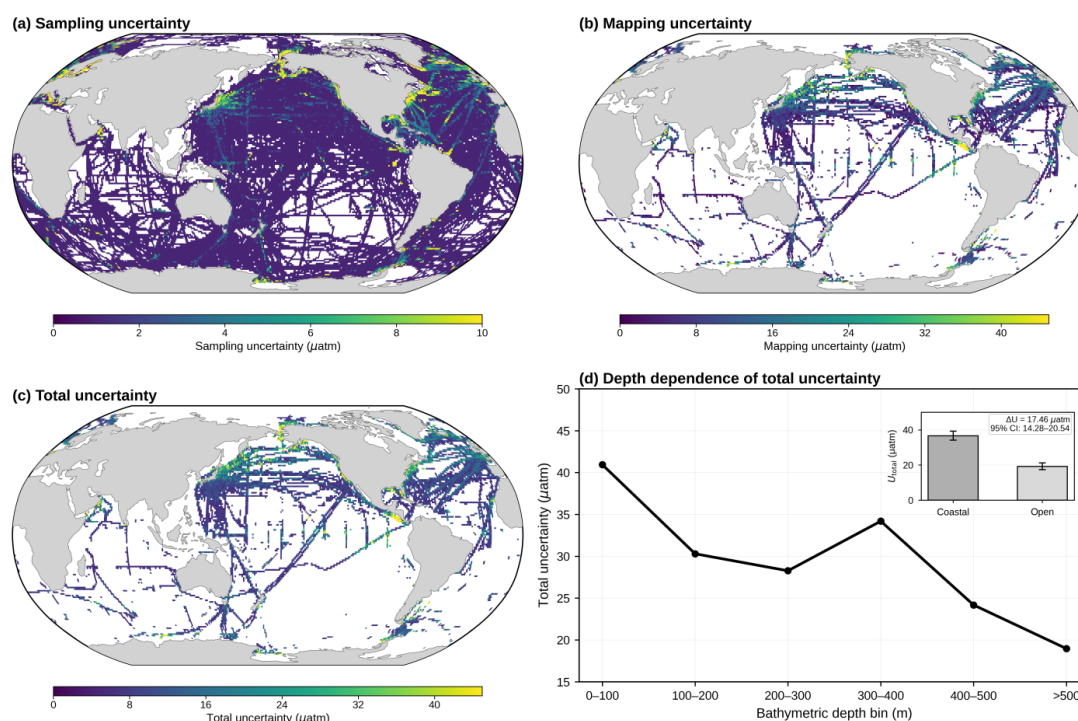 (a) Sampling uncertainty
0 2 4 6 8 10
Sampling uncertainty (μatm)
(b) Mapping uncertainty
0 8 16 24 32 40
Mapping uncertainty (μatm)
(c) Total uncertainty
0 8 16 24 32 40
Total uncertainty (μatm)
(d) Depth dependence of total uncertainty
50
45
40
35
30
25
20
15
Total uncertainty (μatm)
ΔU = 17.46 μatm
95% CI: 14.28–20.54
40
20
0
U_total (μatm)
Coastal Open
0–100 100–200 200–300 300–400 400–500 >500
Bathymetric depth bin (m)